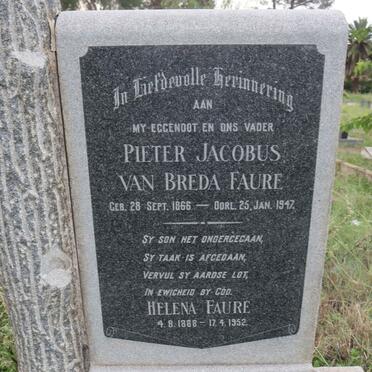 In Liefdevolle Herinnering
AAN
MY EGGENOOT EN ONS VADER
PIETER JACOBUS
VAN BREDA FAURE
GEB. 28 SEPT. 1866 — OORL. 25, JAN. 1947.
SY SON HET ONDERGEGAAN,
SY TAAK IS AFGEDAAN,
VERVUL SY AARDSE LOT,
IN EWIGHEID BY GOD.
HELENA FAURE
4. 8. 1868 – 17. 4. 1952.